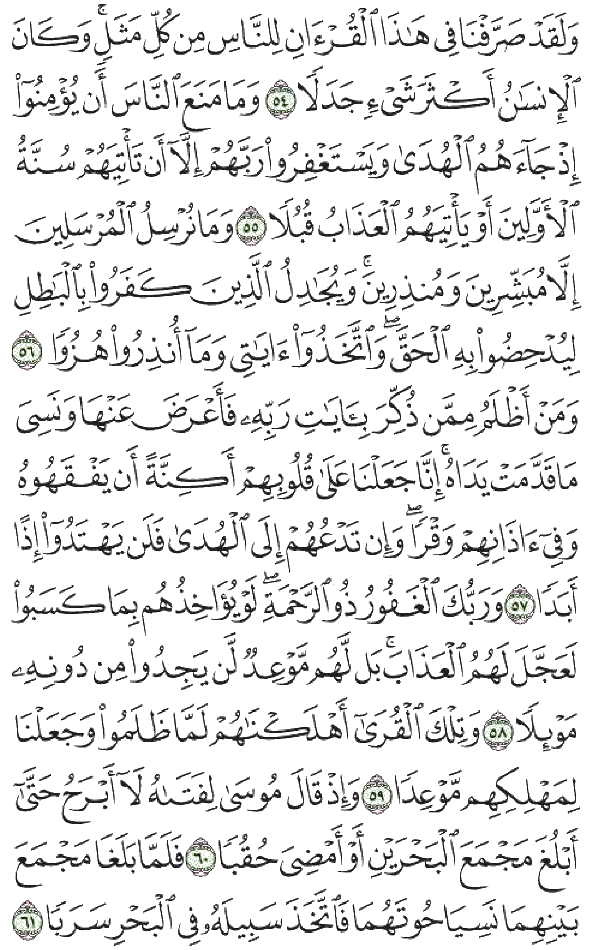 وَلَقَدۡ صَرَّفۡنَا فِي هَٰذَا ٱلۡقُرۡءَانِ لِلنَّاسِ مِن كُلِّ مَثَلٖۚ وَكَانَ
ٱلۡإِنسَٰنُ أَكۡثَرَ شَيۡءٖ جَدَلٗا ٥٤ وَمَا مَنَعَ ٱلنَّاسَ أَن يُؤۡمِنُوٓاْ
إِذۡ جَآءَهُمُ ٱلۡهُدَىٰ وَيَسۡتَغۡفِرُواْ رَبَّهُمۡ إِلَّآ أَن تَأۡتِيَهُمۡ سُنَّةُ
ٱلۡأَوَّلِينَ أَوۡ يَأۡتِيَهُمُ ٱلۡعَذَابُ قُبُلٗا ٥٥ وَمَا نُرۡسِلُ ٱلۡمُرۡسَلِينَ
إِلَّا مُبَشِّرِينَ وَمُنذِرِينَۚ وَيُجَٰدِلُ ٱلَّذِينَ كَفَرُواْ بِٱلۡبَٰطِلِ
لِيُدۡحِضُواْ بِهِ ٱلۡحَقَّۖ وَٱتَّخَذُوٓاْ ءَايَٰتِي وَمَآ أُنذِرُواْ هُزُوٗا ٥٦
وَمَنۡ أَظۡلَمُ مِمَّن ذُكِّرَ بِـَٔايَٰتِ رَبِّهِۦ فَأَعۡرَضَ عَنۡهَا وَنَسِيَ
مَا قَدَّمَتۡ يَدَاهُۚ إِنَّا جَعَلۡنَا عَلَىٰ قُلُوبِهِمۡ أَكِنَّةً أَن يَفۡقَهُوهُ
وَفِيٓ ءَاذَانِهِمۡ وَقۡرٗاۖ وَإِن تَدۡعُهُمۡ إِلَى ٱلۡهُدَىٰ فَلَن يَهۡتَدُوٓاْ إِذًا
أَبَدٗا ٥٧ وَرَبُّكَ ٱلۡغَفُورُ ذُو ٱلرَّحۡمَةِۖ لَوۡ يُؤَاخِذُهُم بِمَا كَسَبُواْ
لَعَجَّلَ لَهُمُ ٱلۡعَذَابَۚ بَل لَّهُم مَّوۡعِدٞ لَّن يَجِدُواْ مِن دُونِهِۦ
مَوۡئِلٗا ٥٨ وَتِلۡكَ ٱلۡقُرَىٰٓ أَهۡلَكۡنَٰهُمۡ لَمَّا ظَلَمُواْ وَجَعَلۡنَا
لِمَهۡلِكِهِم مَّوۡعِدٗا ٥٩ وَإِذۡ قَالَ مُوسَىٰ لِفَتَىٰهُ لَآ أَبۡرَحُ حَتَّىٰٓ
أَبۡلُغَ مَجۡمَعَ ٱلۡبَحۡرَيۡنِ أَوۡ أَمۡضِيَ حُقُبٗا ٦٠ فَلَمَّا بَلَغَا مَجۡمَعَ
بَيۡنِهِمَا نَسِيَا حُوتَهُمَا فَٱتَّخَذَ سَبِيلَهُۥ فِي ٱلۡبَحۡرِ سَرَبٗا ٦١